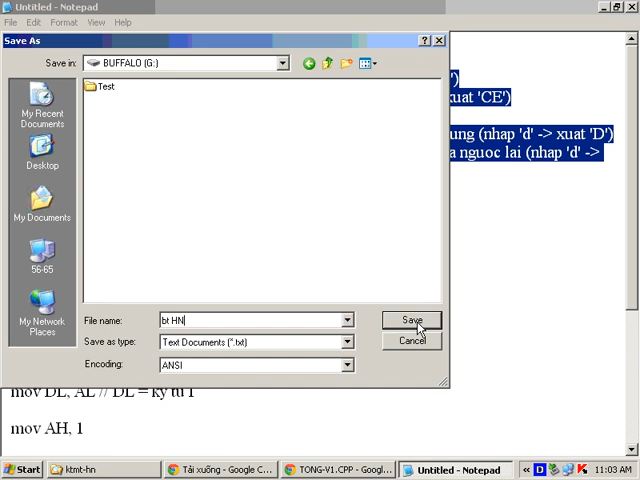 Untitled - Notepad
File Edit Format View Help
Save As
Save in: BUFFALO (G:)
Test
My Recent
Documents
Desktop
My Documents
56-65
My Network
Places
File name: bt HN
Save as type: Text Documents (*.txt)
Encoding: ANSI
Save
Cancel
')
xuat 'CE')
ung (nhap 'd' -> xuat 'D')
a nguoc lai (nhap 'd' ->
mov DL, AL // DL = ky tu 1
mov AH, 1
Start ktmt-hn Tải xuống - Google C... TONG-V1.CPP - Googl... Untitled - Notepad « D K 11:03 AM